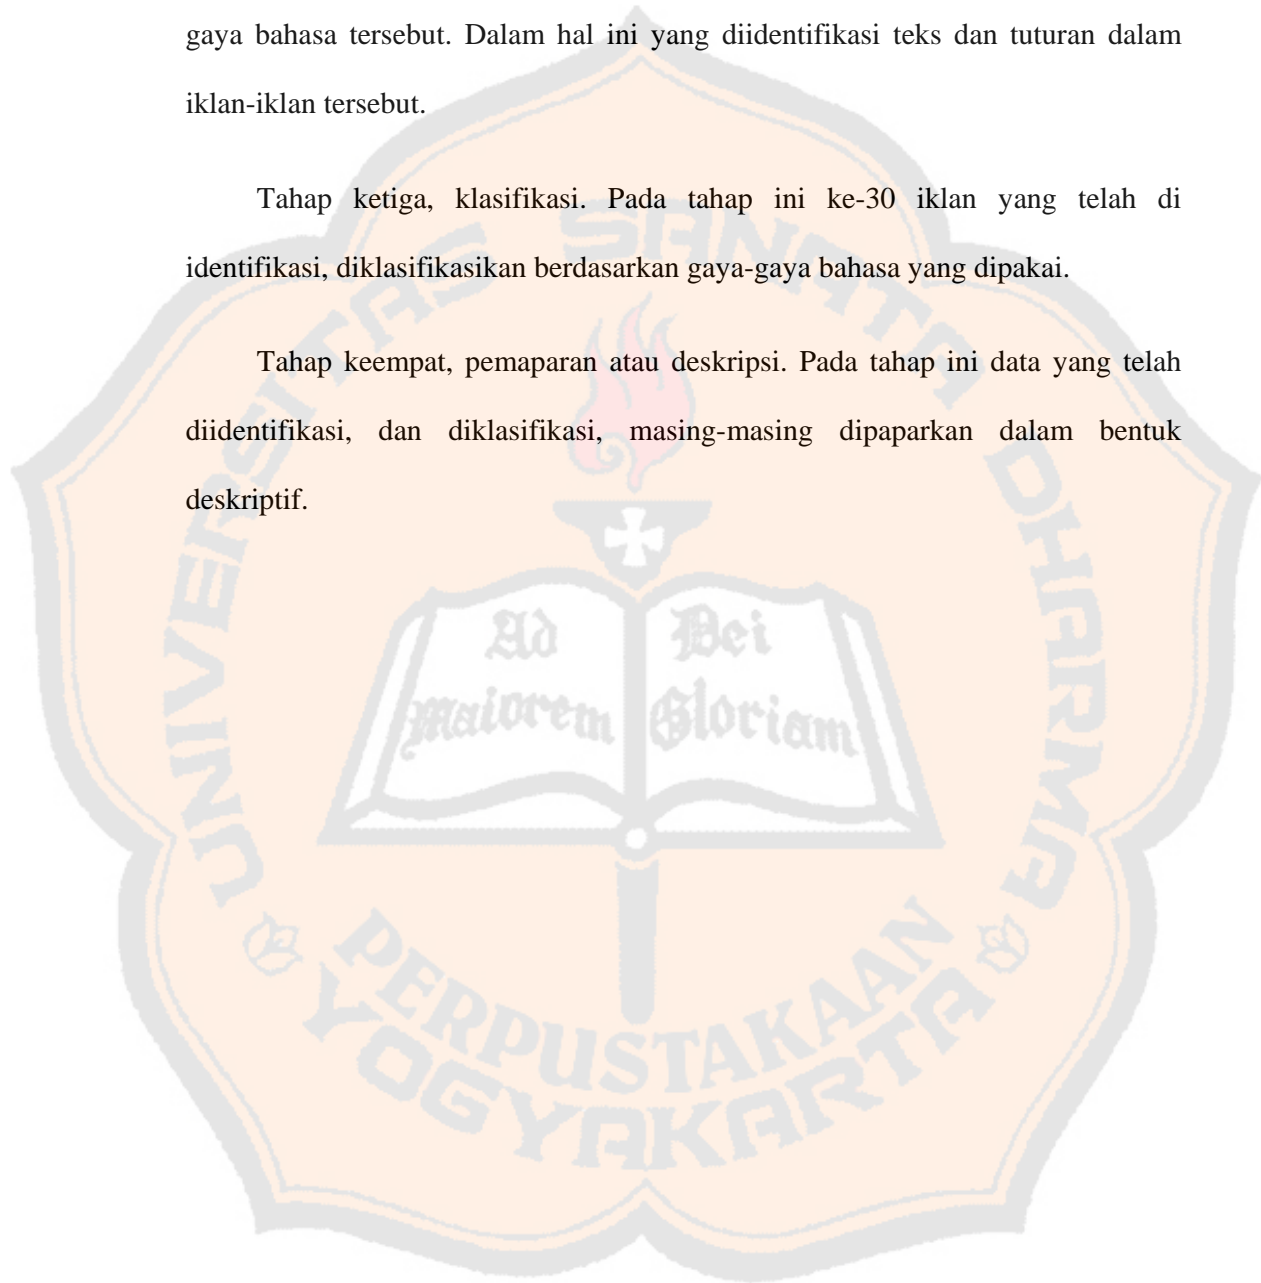 gaya bahasa tersebut. Dalam hal ini yang diidentifikasi teks dan tuturan dalam
iklan-iklan tersebut.
Tahap ketiga, klasifikasi. Pada tahap ini ke-30 iklan yang telah di
identifikasi, diklasifikasikan berdasarkan gaya-gaya bahasa yang dipakai.
Tahap keempat, pemaparan atau deskripsi. Pada tahap ini data yang telah
diidentifikasi, dan diklasifikasi, masing-masing dipaparkan dalam bentuk
deskriptif.
UNIVERSITAS SANATA DHARMA
Ad
maiorem
Dei
Gloriam
PERPUSTAKAAN
YOGYAKARTA